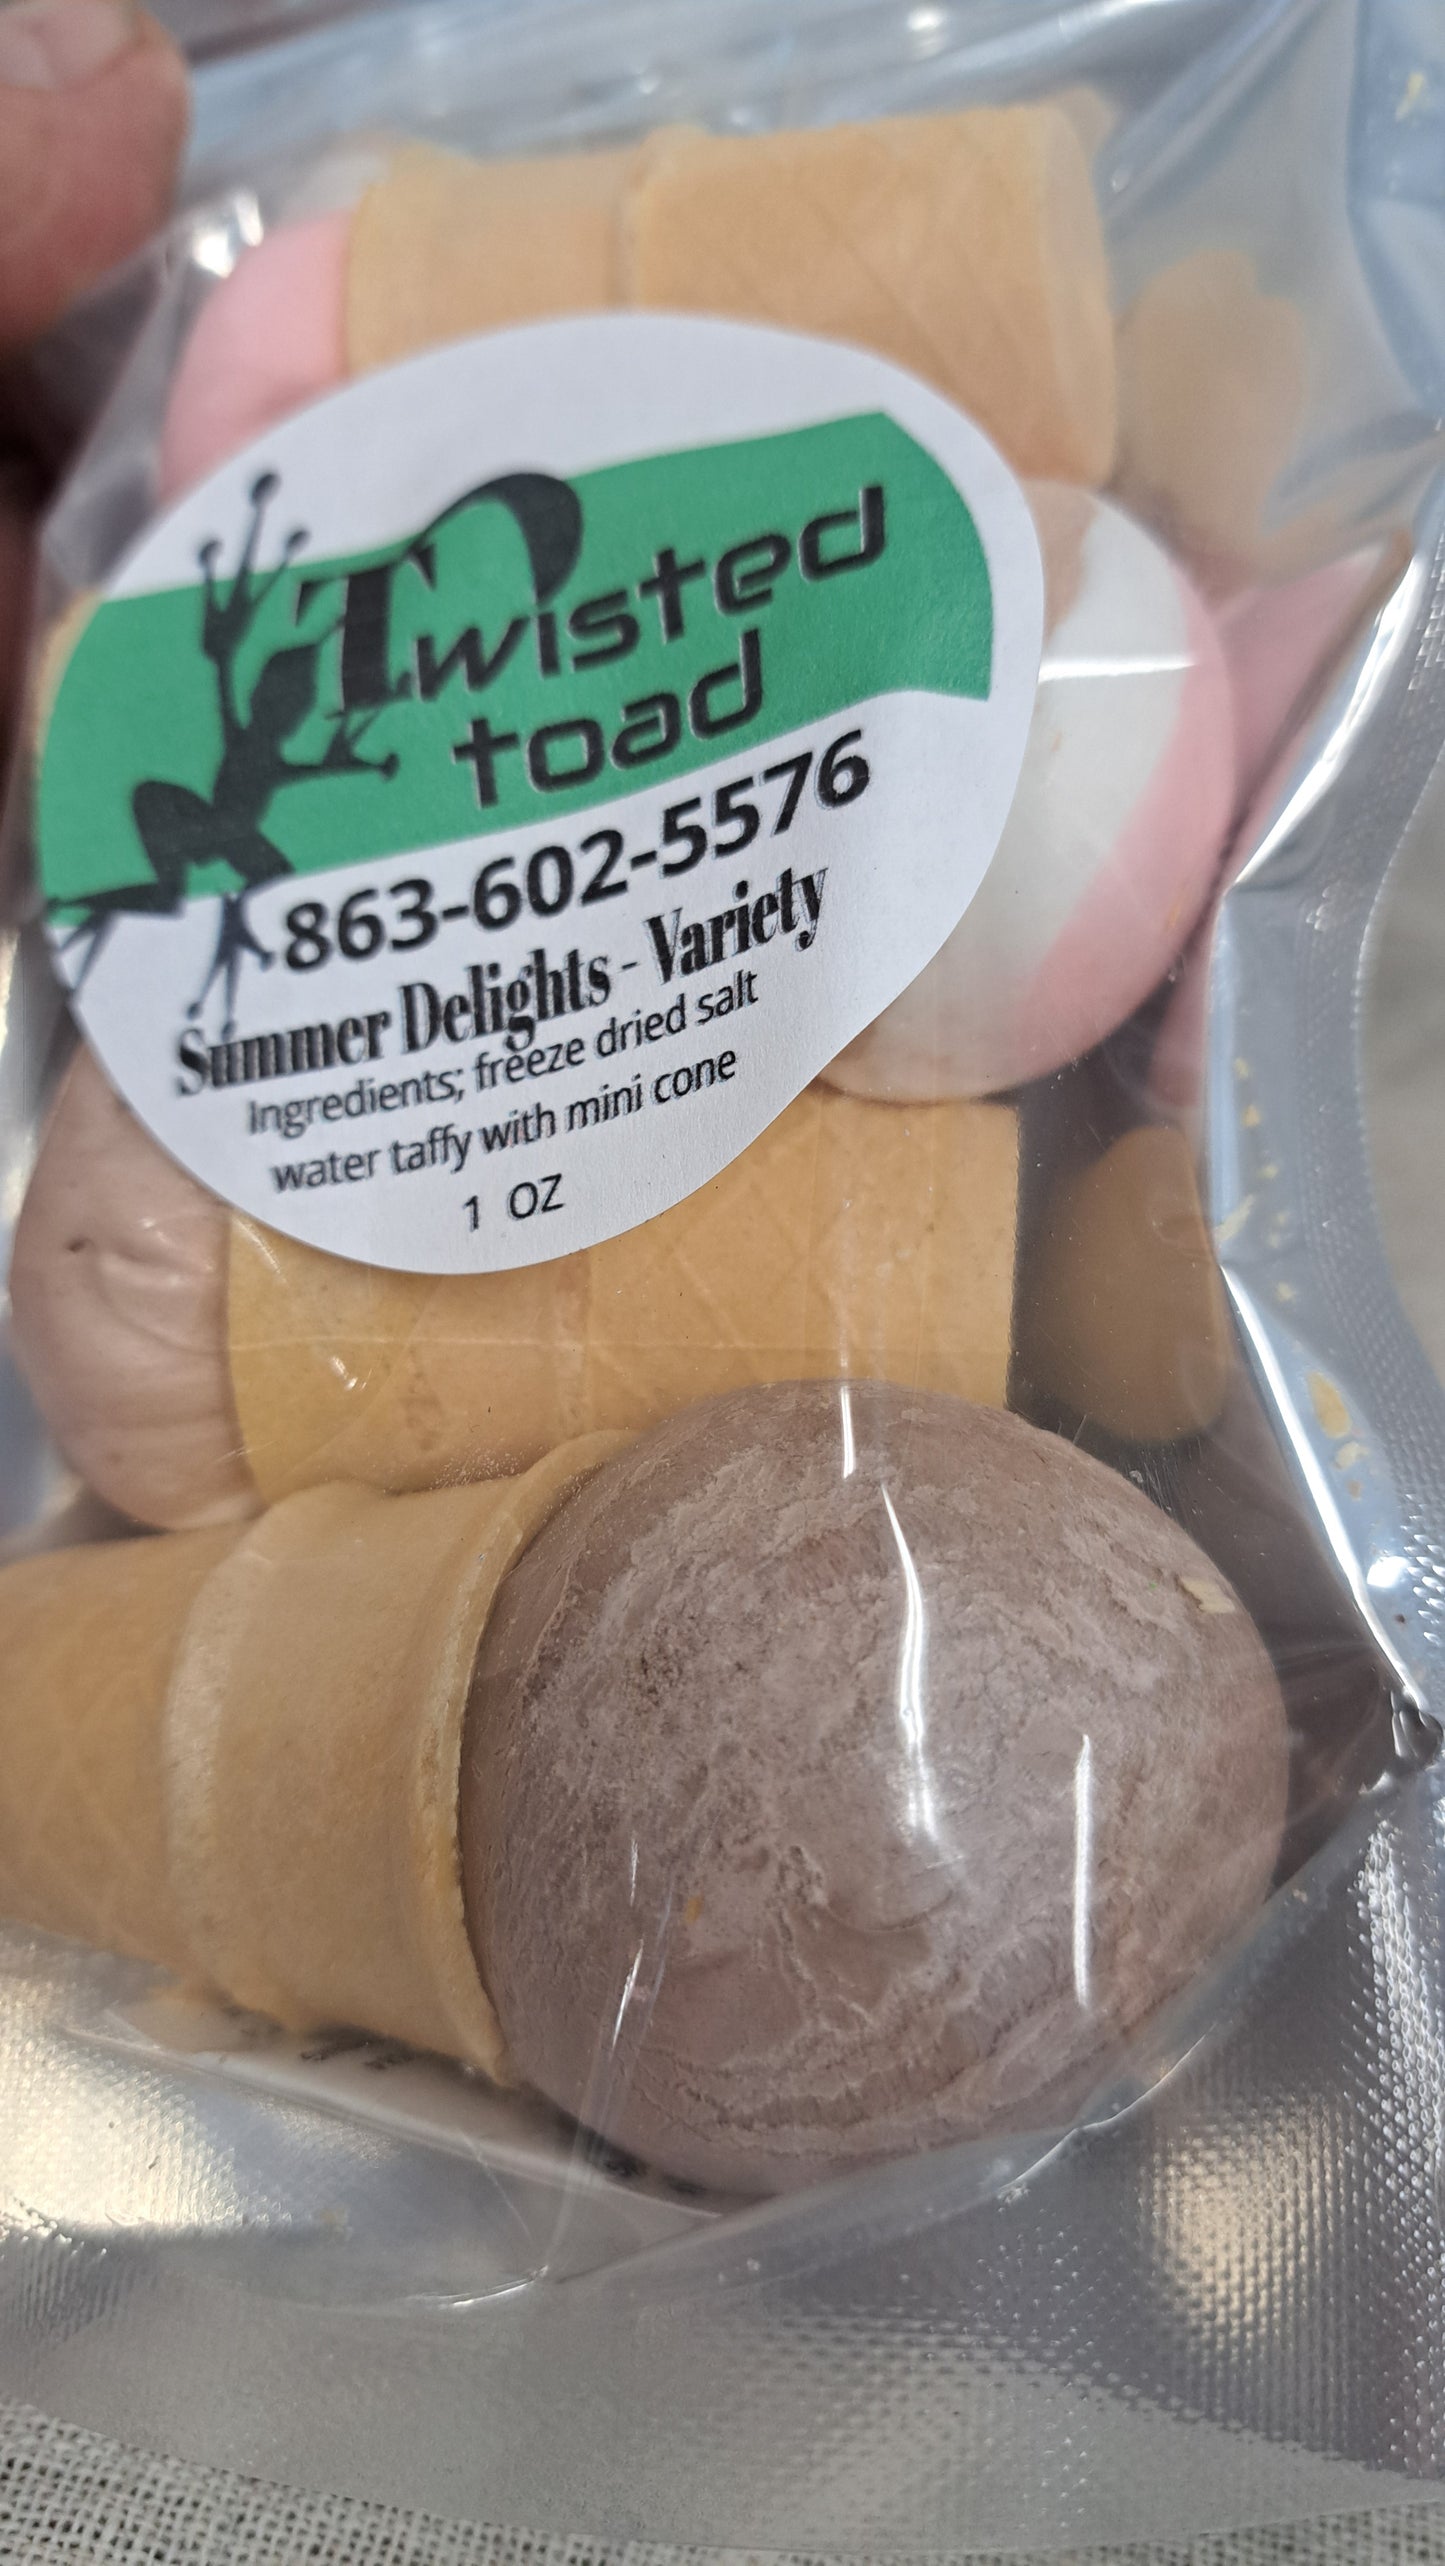 Twisted
toad
863-602-5576
Summer Delights - Variety
Ingredients; freeze dried salt
water taffy with mini cone
1 OZ